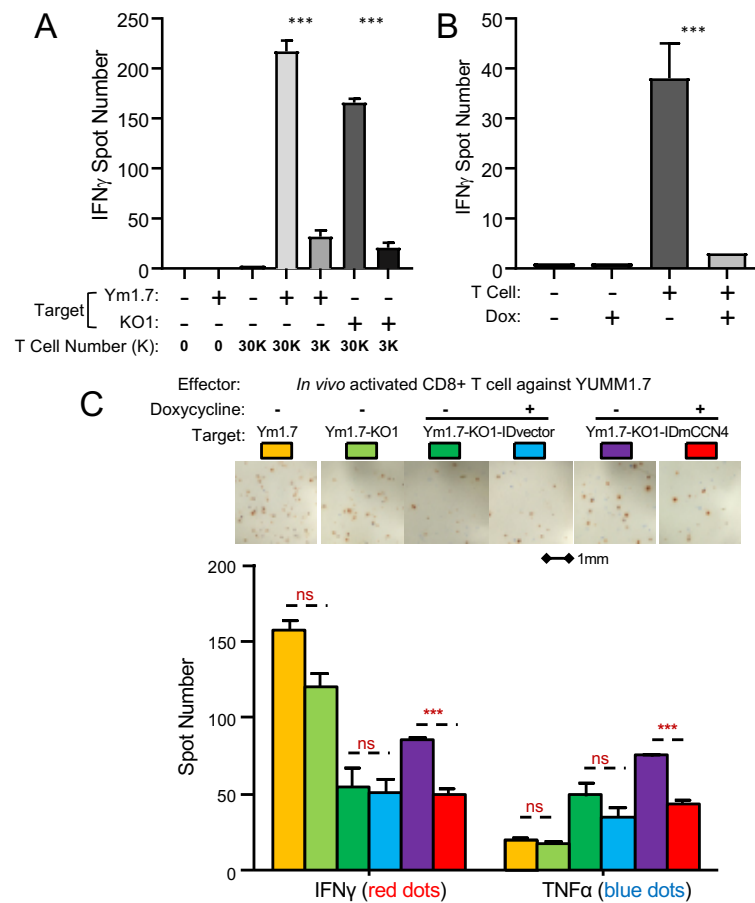 A
IFNγ Spot Number
250
200
150
100
50
0
*** ***
Ym1.7: - + - + + - -
Target
KO1: - - - - - + +
T Cell Number (K): 0 0 30K 30K 3K 30K 3K
B
IFNγ Spot Number
50
40
30
20
10
0
***
T Cell: - - + +
Dox: - + - +
C
Effector: In vivo activated CD8+ T cell against YUMM1.7
Doxycycline: - - - + - +
Target: Ym1.7 Ym1.7-KO1 Ym1.7-KO1-IDvector Ym1.7-KO1-IDmCCN4
1mm
Spot Number
200
150
100
50
0
ns
ns
***
ns
ns
***
IFNγ (red dots)
TNFα (blue dots)